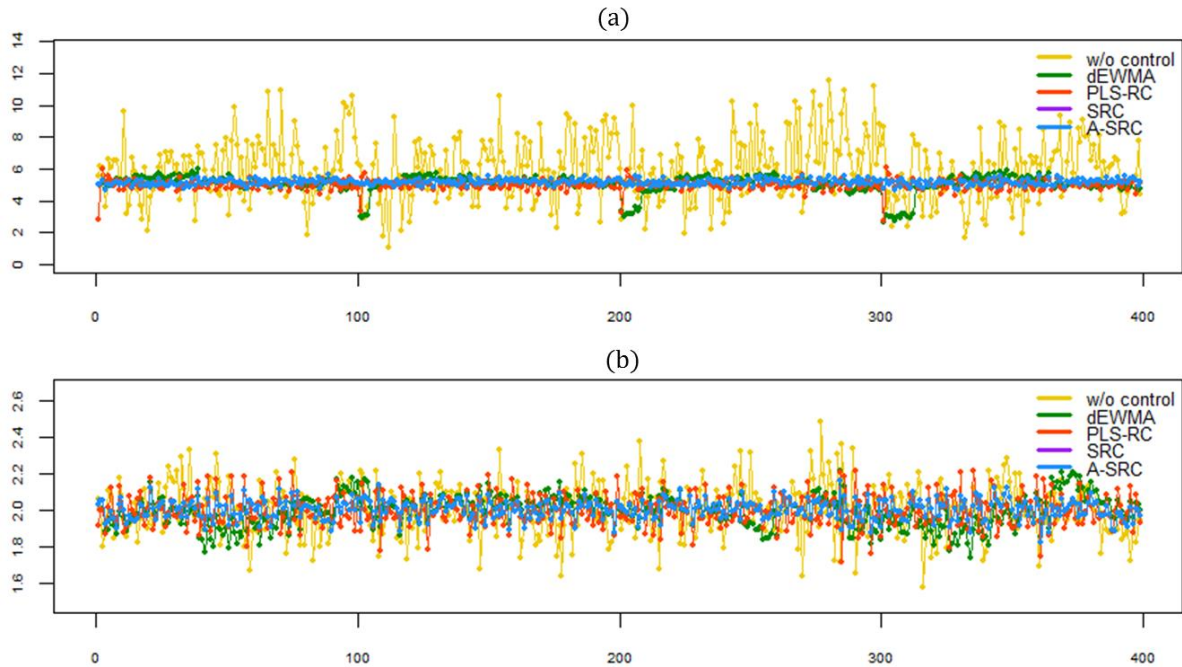 (a)
14
12
10
8
6
4
2
0
w/o control
dEWMA
PLS-RC
SRC
A-SRC
0 100 200 300 400
(b)
2.6
2.4
2.2
2.0
1.8
1.6
w/o control
dEWMA
PLS-RC
SRC
A-SRC
0 100 200 300 400